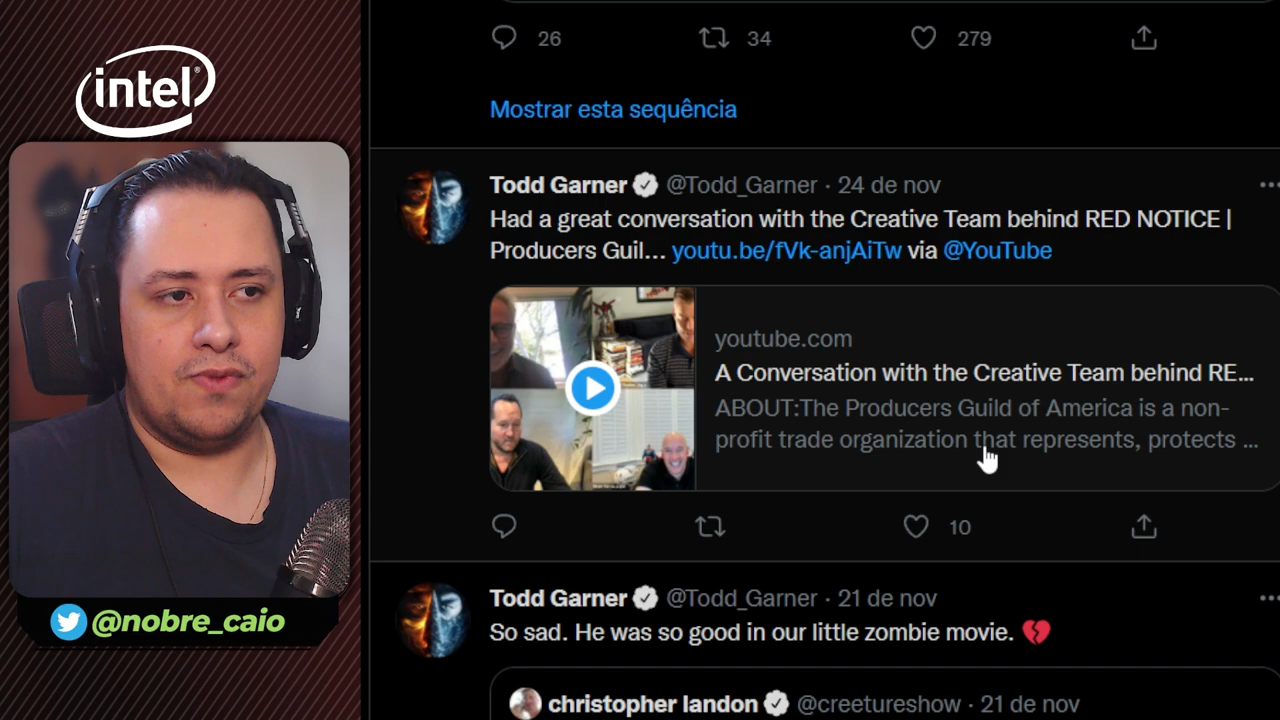 intel®
@nobre_caio
26 34 279
Mostrar esta sequência
Todd Garner @Todd_Garner · 24 de nov
Had a great conversation with the Creative Team behind RED NOTICE |
Producers Guil... youtu.be/fVk-anjAiTw via @YouTube
youtube.com
A Conversation with the Creative Team behind RE...
ABOUT:The Producers Guild of America is a non-
profit trade organization that represents, protects ...
10
Todd Garner @Todd_Garner · 21 de nov
So sad. He was so good in our little zombie movie. 💔
christopher landon @creetureshow · 21 de nov